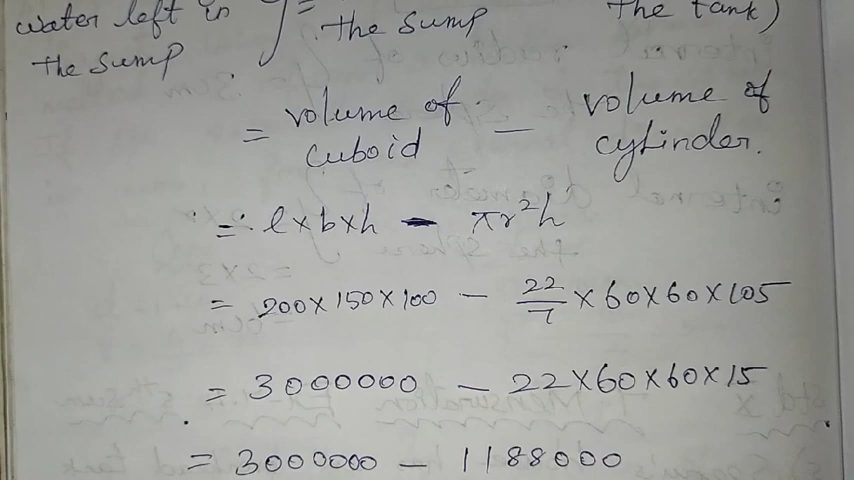 water left in } = the tank)
the sump the sump
= volume of cuboid — volume of cylinder.
= l×b×h - πr²h
= 200×150×100 — 22/7 ×60×60×105
= 3000000 — 22×60×60×15
= 3000000 — 1188000